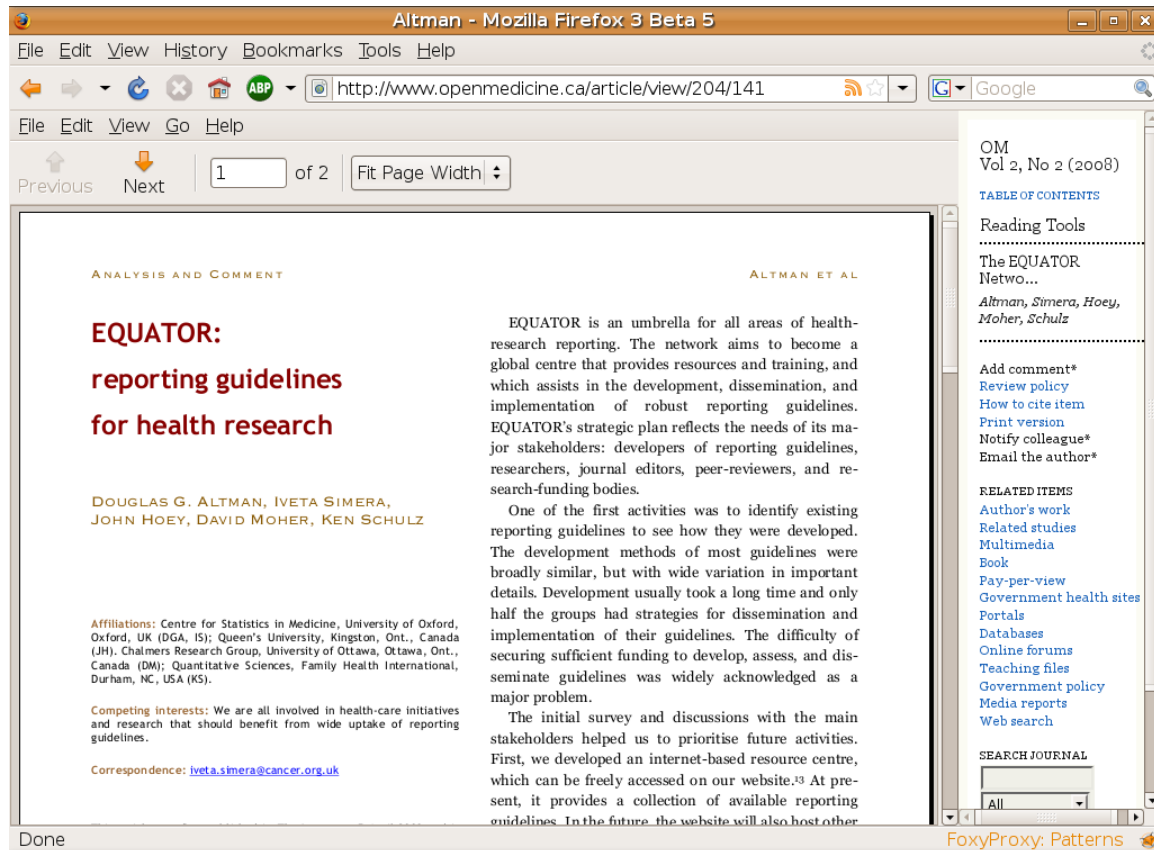 Altman - Mozilla Firefox 3 Beta 5
File Edit View History Bookmarks Tools Help
ABP http://www.openmedicine.ca/article/view/204/141 G Google
File Edit View Go Help
Previous Next 1 of 2 Fit Page Width
ANALYSIS AND COMMENT
EQUATOR:
reporting guidelines
for health research
DOUGLAS G. ALTMAN, IVETA SIMERA,
JOHN HOEY, DAVID MOHER, KEN SCHULZ
Affiliations: Centre for Statistics in Medicine, University of Oxford,
Oxford, UK (DGA, IS); Queen's University, Kingston, Ont., Canada
(JH). Chalmers Research Group, University of Ottawa, Ottawa, Ont.,
Canada (DM); Quantitative Sciences, Family Health International,
Durham, NC, USA (KS).
Competing interests: We are all involved in health-care initiatives
and research that should benefit from wide uptake of reporting
guidelines.
Correspondence: iveta.simera@cancer.org.uk
ALTMAN ET AL
EQUATOR is an umbrella for all areas of health-
research reporting. The network aims to become a
global centre that provides resources and training, and
which assists in the development, dissemination, and
implementation of robust reporting guidelines.
EQUATOR's strategic plan reflects the needs of its ma-
jor stakeholders: developers of reporting guidelines,
researchers, journal editors, peer-reviewers, and re-
search-funding bodies.
One of the first activities was to identify existing
reporting guidelines to see how they were developed.
The development methods of most guidelines were
broadly similar, but with wide variation in important
details. Development usually took a long time and only
half the groups had strategies for dissemination and
implementation of their guidelines. The difficulty of
securing sufficient funding to develop, assess, and dis-
seminate guidelines was widely acknowledged as a
major problem.
The initial survey and discussions with the main
stakeholders helped us to prioritise future activities.
First, we developed an internet-based resource centre,
which can be freely accessed on our website.13 At pre-
sent, it provides a collection of available reporting
guidelines. In the future, the website will also host other
OM
Vol 2, No 2 (2008)
TABLE OF CONTENTS
Reading Tools
The EQUATOR
Netwo...
Altman, Simera, Hoey,
Moher, Schulz
Add comment*
Review policy
How to cite item
Print version
Notify colleague*
Email the author*
RELATED ITEMS
Author's work
Related studies
Multimedia
Book
Pay-per-view
Government health sites
Portals
Databases
Online forums
Teaching files
Government policy
Media reports
Web search
SEARCH JOURNAL
All
Done
FoxyProxy: Patterns